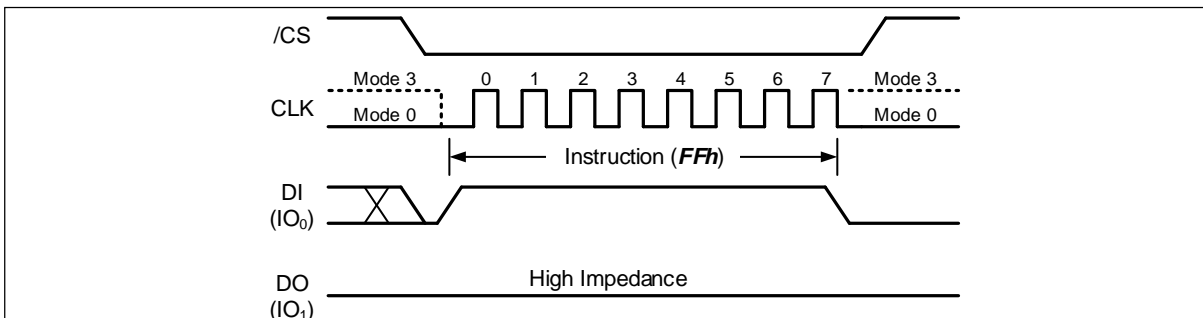 /CS
Mode 3 0 1 2 3 4 5 6 7 Mode 3
CLK
Mode 0 Mode 0
Instruction (FFh)
DI
(IO₀)
High Impedance
DO
(IO₁)